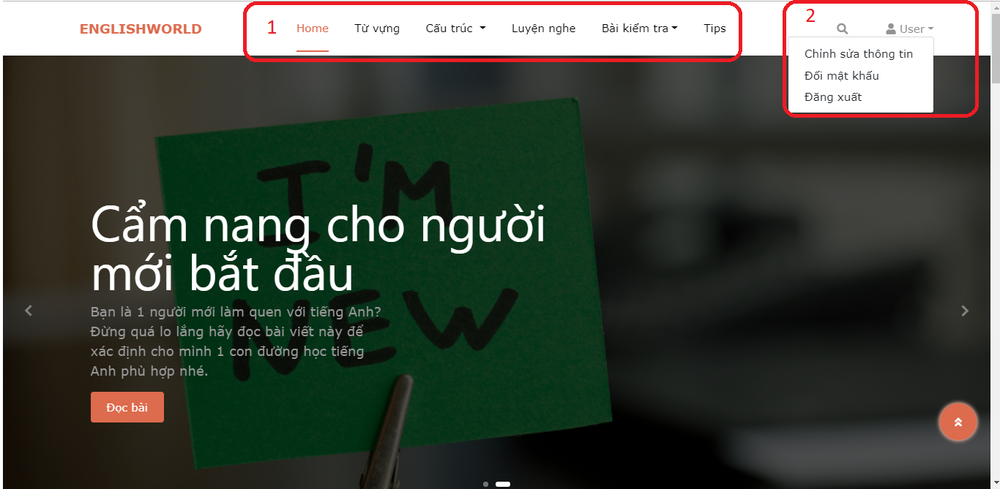 ENGLISHWORLD
1 Home Từ vựng Cấu trúc Luyện nghe Bài kiểm tra Tips
2
User
Chỉnh sửa thông tin
Đổi mật khẩu
Đăng xuất
I'M
NEW
Cẩm nang cho người
mới bắt đầu
Bạn là 1 người mới làm quen với tiếng Anh?
Đừng quá lo lắng hãy đọc bài viết này để
xác định cho mình 1 con đường học tiếng
Anh phù hợp nhé.
Đọc bài